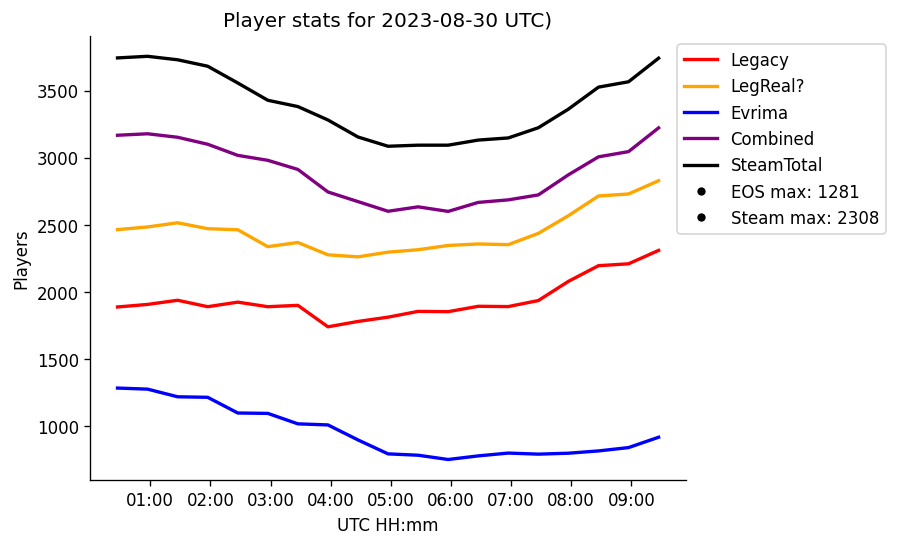 Player stats for 2023-08-30 UTC)
Legacy
LegReal?
Evrima
Combined
SteamTotal
EOS max: 1281
Steam max: 2308
Players
3500
3000
2500
2000
1500
1000
01:00 02:00 03:00 04:00 05:00 06:00 07:00 08:00 09:00
UTC HH:mm